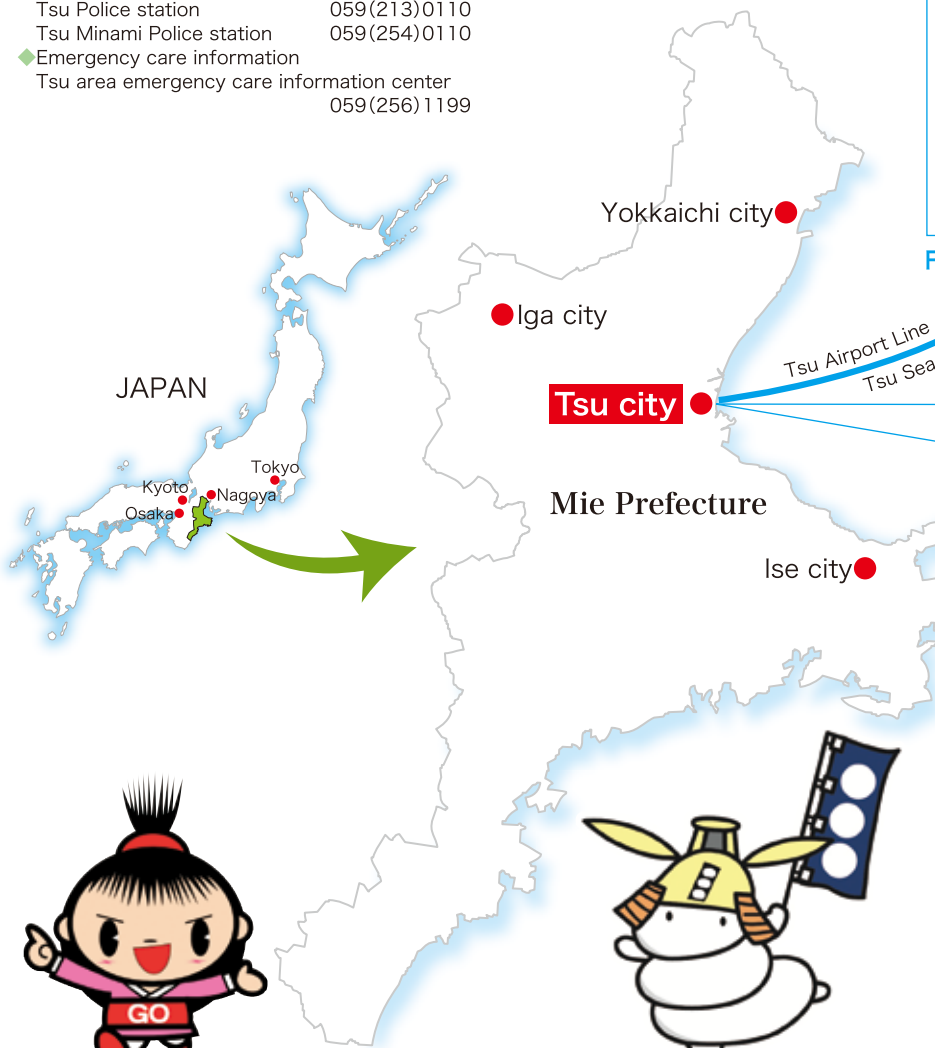 Tsu Police station 059(213)0110
Tsu Minami Police station 059(254)0110
Emergency care information
Tsu area emergency care information center
059(256)1199
Yokkaichi city
F
Iga city
Tsu Airport Line
Tsu Sea
JAPAN
Tsu city
Tokyo
Kyoto
Nagoya
Osaka
Mie Prefecture
Ise city
GO